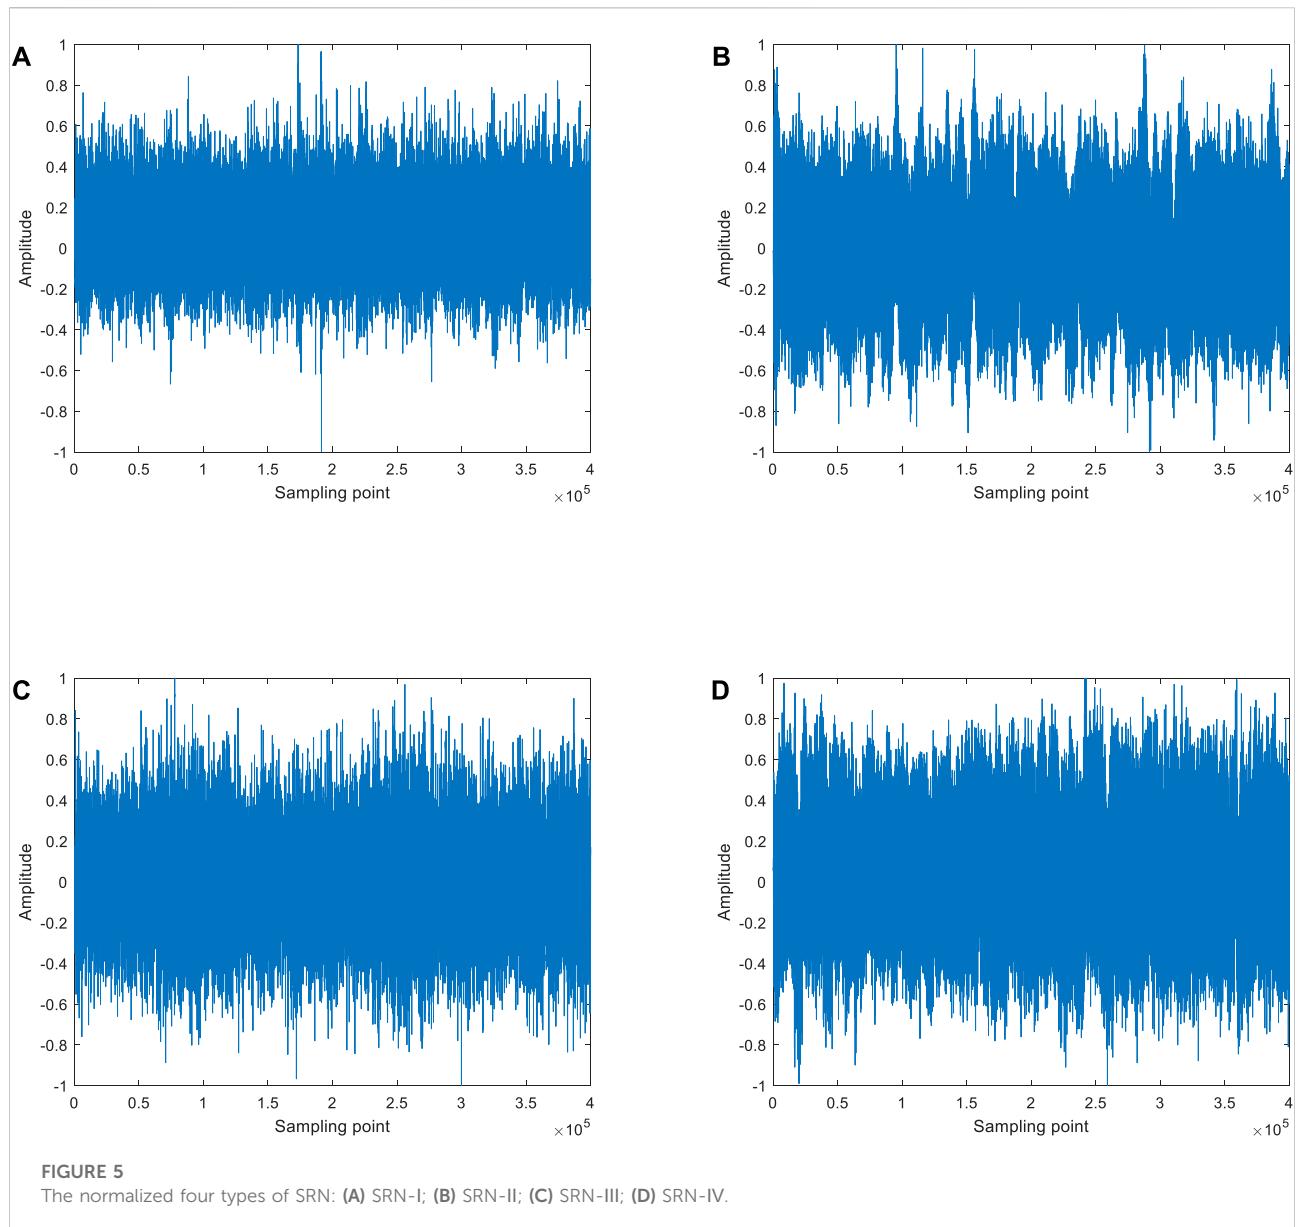 A
1
0.8
0.6
0.4
0.2
0
-0.2
-0.4
-0.6
-0.8
-1
Amplitude
0 0.5 1 1.5 2 2.5 3 3.5 4
Sampling point
×10^5
B
1
0.8
0.6
0.4
0.2
0
-0.2
-0.4
-0.6
-0.8
-1
Amplitude
0 0.5 1 1.5 2 2.5 3 3.5 4
Sampling point
×10^5
C
1
0.8
0.6
0.4
0.2
0
-0.2
-0.4
-0.6
-0.8
-1
Amplitude
0 0.5 1 1.5 2 2.5 3 3.5 4
Sampling point
×10^5
D
1
0.8
0.6
0.4
0.2
0
-0.2
-0.4
-0.6
-0.8
-1
Amplitude
0 0.5 1 1.5 2 2.5 3 3.5 4
Sampling point
×10^5
FIGURE 5
The normalized four types of SRN: (A) SRN-I; (B) SRN-II; (C) SRN-III; (D) SRN-IV.